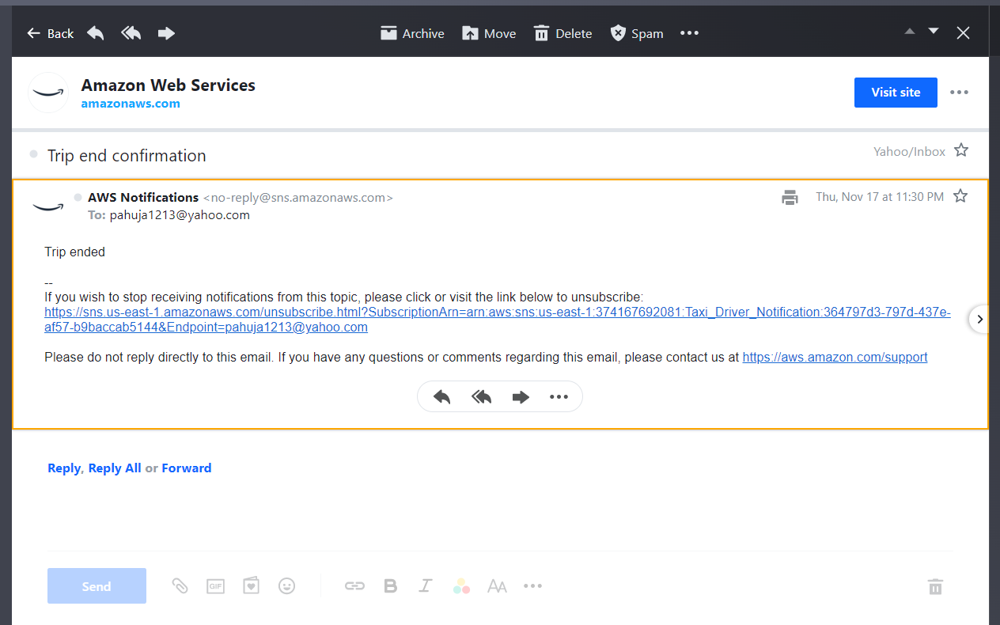 Back
Archive Move Delete Spam
Amazon Web Services
amazonaws.com
Visit site
Trip end confirmation
Yahoo/Inbox
AWS Notifications <no-reply@sns.amazonaws.com>
Thu, Nov 17 at 11:30 PM
To: pahuja1213@yahoo.com
Trip ended
--
If you wish to stop receiving notifications from this topic, please click or visit the link below to unsubscribe:
https://sns.us-east-1.amazonaws.com/unsubscribe.html?SubscriptionArn=arn:aws:sns:us-east-1:374167692081:Taxi_Driver_Notification:364797d3-797d-437e-
af57-b9baccab5144&Endpoint=pahuja1213@yahoo.com
Please do not reply directly to this email. If you have any questions or comments regarding this email, please contact us at https://aws.amazon.com/support
Reply, Reply All or Forward
Send
GIF
B I AA